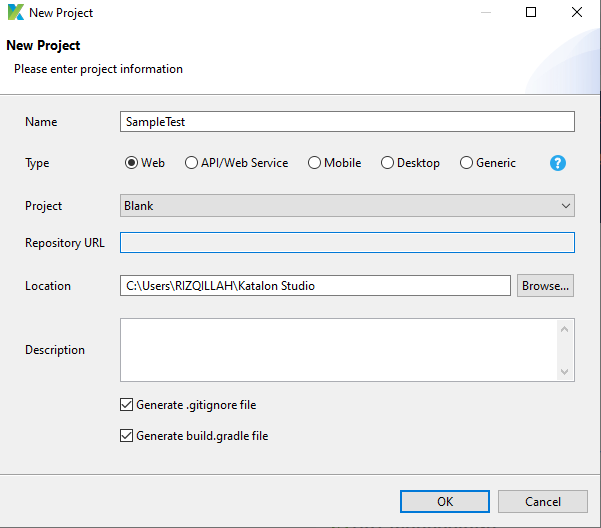 New Project
New Project
Please enter project information
Name SampleTest
Type Web API/Web Service Mobile Desktop Generic ?
Project Blank
Repository URL
Location C:\Users\RIZQILLAH\Katalon Studio Browse...
Description
Generate .gitignore file
Generate build.gradle file
OK Cancel